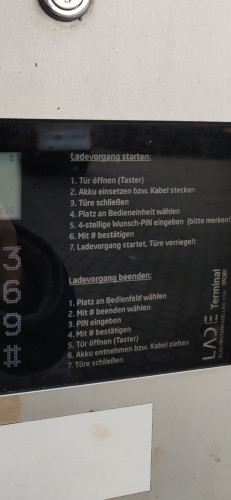 Ladevorgang starten:
1. Tür öffnen (Taster)
2. Akku einsetzen bzw. Kabel stecken
3. Türe schließen
4. Platz an Bedieneinheit wählen
5. 4-stellige Wunsch-PIN eingeben (bitte merken!)
6. Mit # bestätigen
7. Ladevorgang startet, Türe verriegelt
Ladevorgang beenden:
1. Platz an Bedienfeld wählen
2. Mit # beenden wählen
3. PIN eingeben
4. Mit # bestätigen
5. Tür öffnen (Taster)
6. Akku entnehmen bzw. Kabel ziehen
7. Türe schließen
3
6
9
#
LADE Terminal